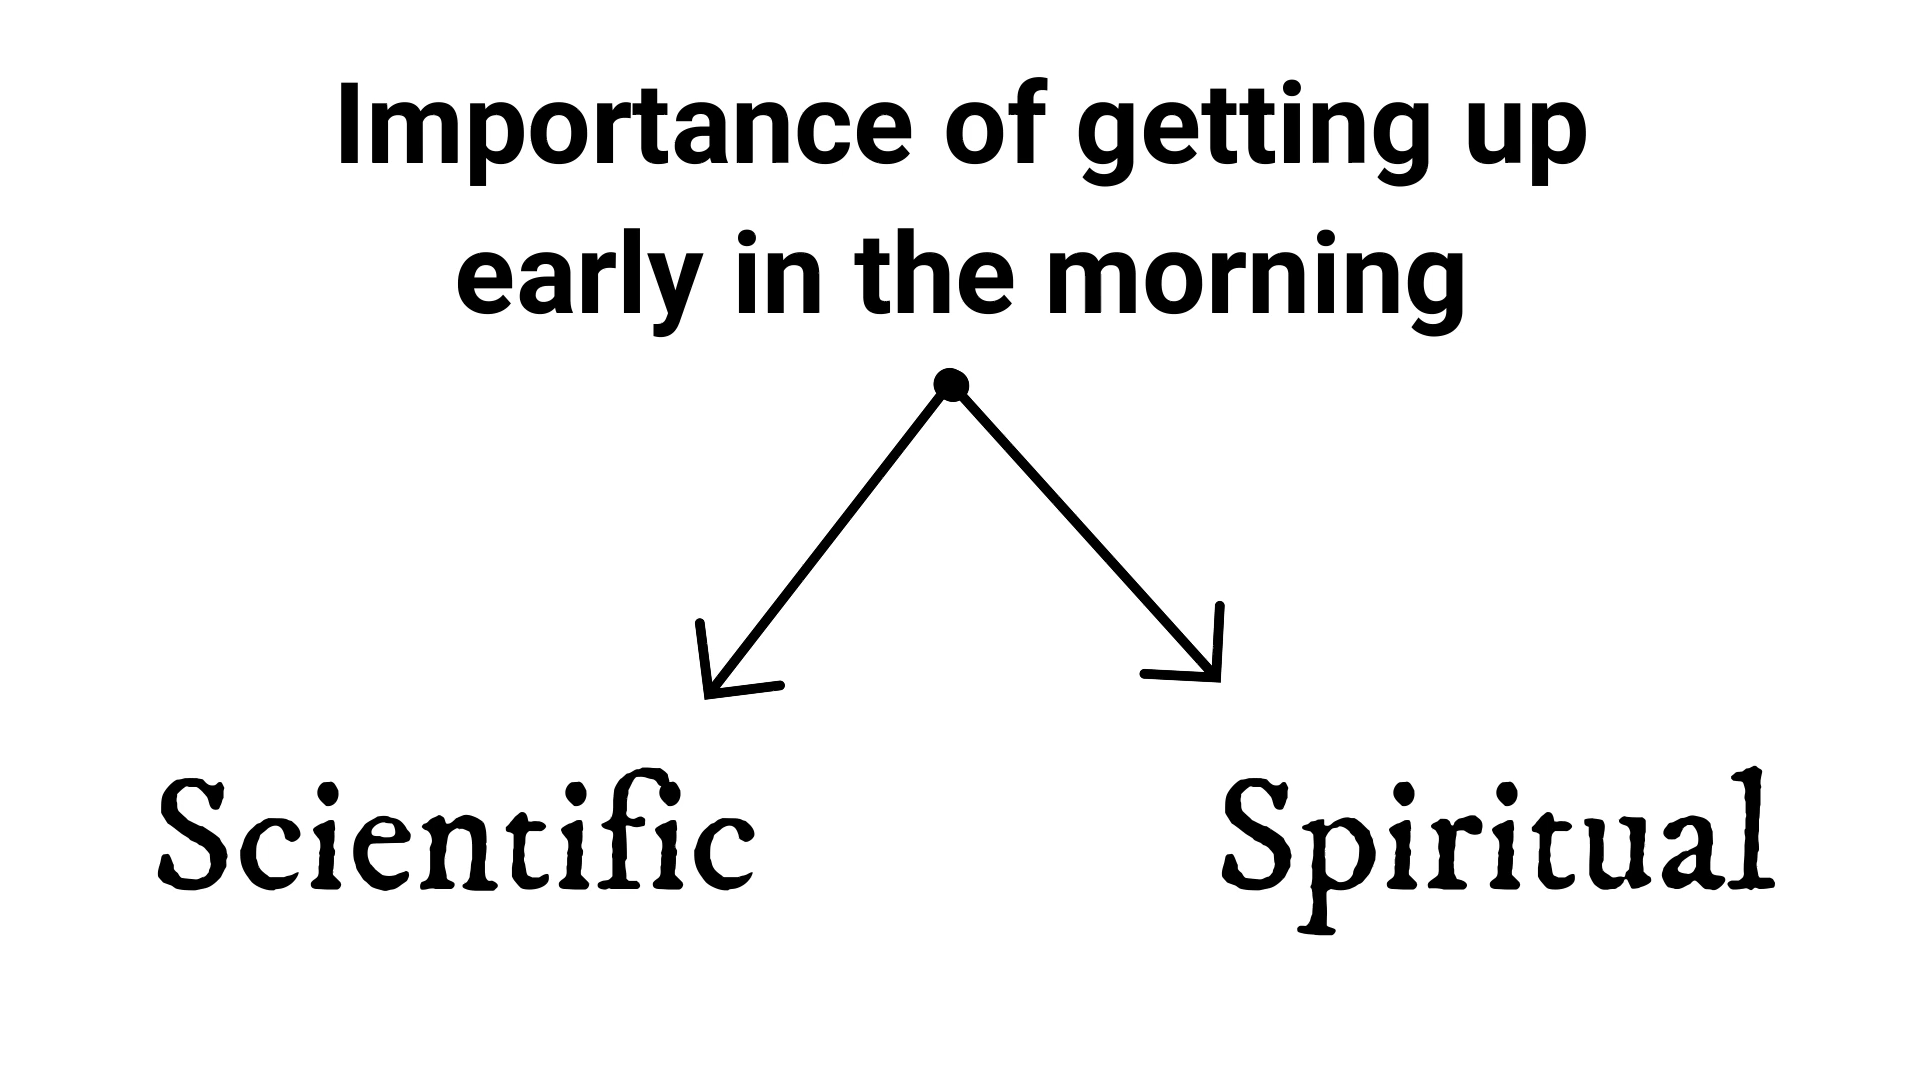 Importance of getting up
early in the morning
Scientific
Spiritual